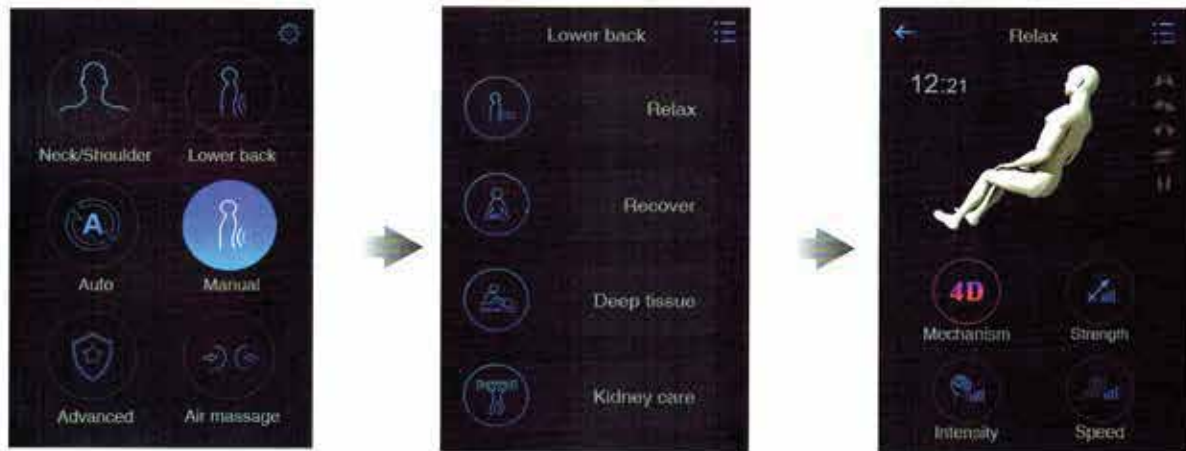 Neck/Shoulder
Lower back
A
Auto
Manual
Advanced
Air massage
Lower back
Relax
Recover
Deep tissue
Kidney care
Relax
12:21
4D
Mechanism
Strength
Intensity
Speed